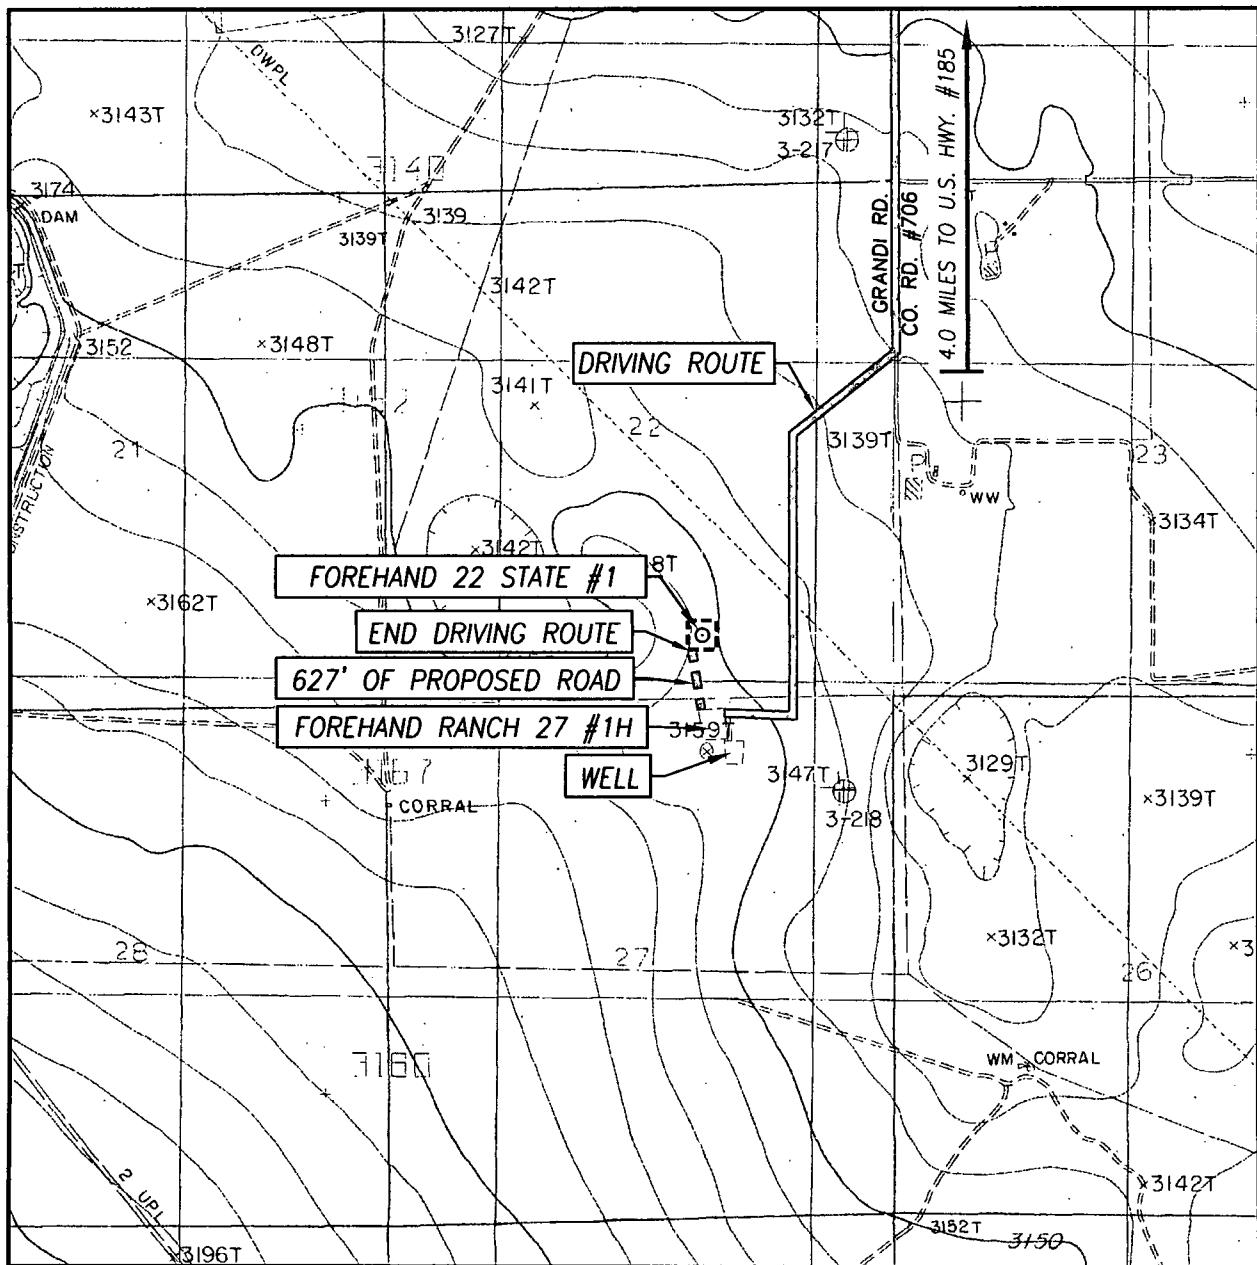 3127T
DWPL
×3143T
3132T
3-217
3140
3174
DAM
3139
3139T
GRANDI RD.
CO. RD. #706
4.0 MILES TO U.S. HWY. #185
3142T
3152
×3148T
DRIVING ROUTE
3141T
×
22
3139T
21
23
WW
3134T
×3142T
8T
FOREHAND 22 STATE #1
×3162T
END DRIVING ROUTE
627' OF PROPOSED ROAD
FOREHAND RANCH 27 #1H
3159T
WELL
3167
CORRAL
3147T
3-218
3129T
×3139T
×3132T
28
27
26
3160
WM
CORRAL
2 UPL
×3142T
3152T
3150
×3196T